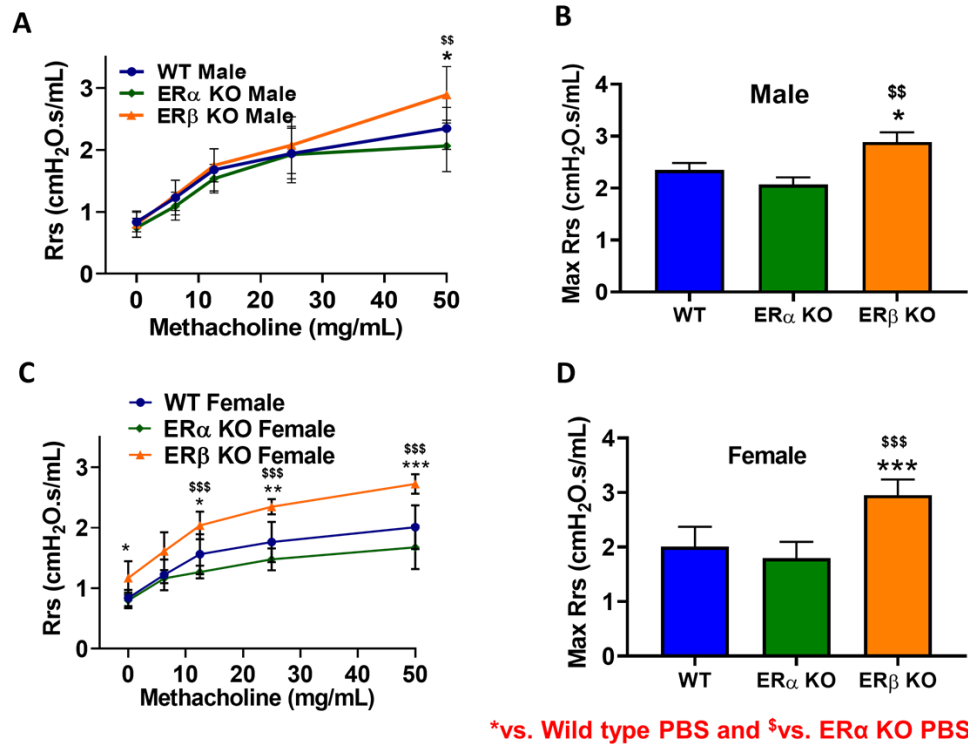 A
WT Male
ERα KO Male
ERβ KO Male
$$
*
3
2
1
0
Rrs (cmH2O.s/mL)
0 10 20 30 40 50
Methacholine (mg/mL)
B
Male
$$
*
4
3
2
1
0
Max Rrs (cmH2O.s/mL)
WT ERα KO ERβ KO
C
WT Female
ERα KO Female
ERβ KO Female
*
$$$
*
$$$
**
$$$
***
3
2
1
0
Rrs (cmH2O.s/mL)
0 10 20 30 40 50
Methacholine (mg/mL)
D
Female
$$$
***
4
3
2
1
0
Max Rrs (cmH2O.s/mL)
WT ERα KO ERβ KO
*vs. Wild type PBS and $vs. ERα KO PBS